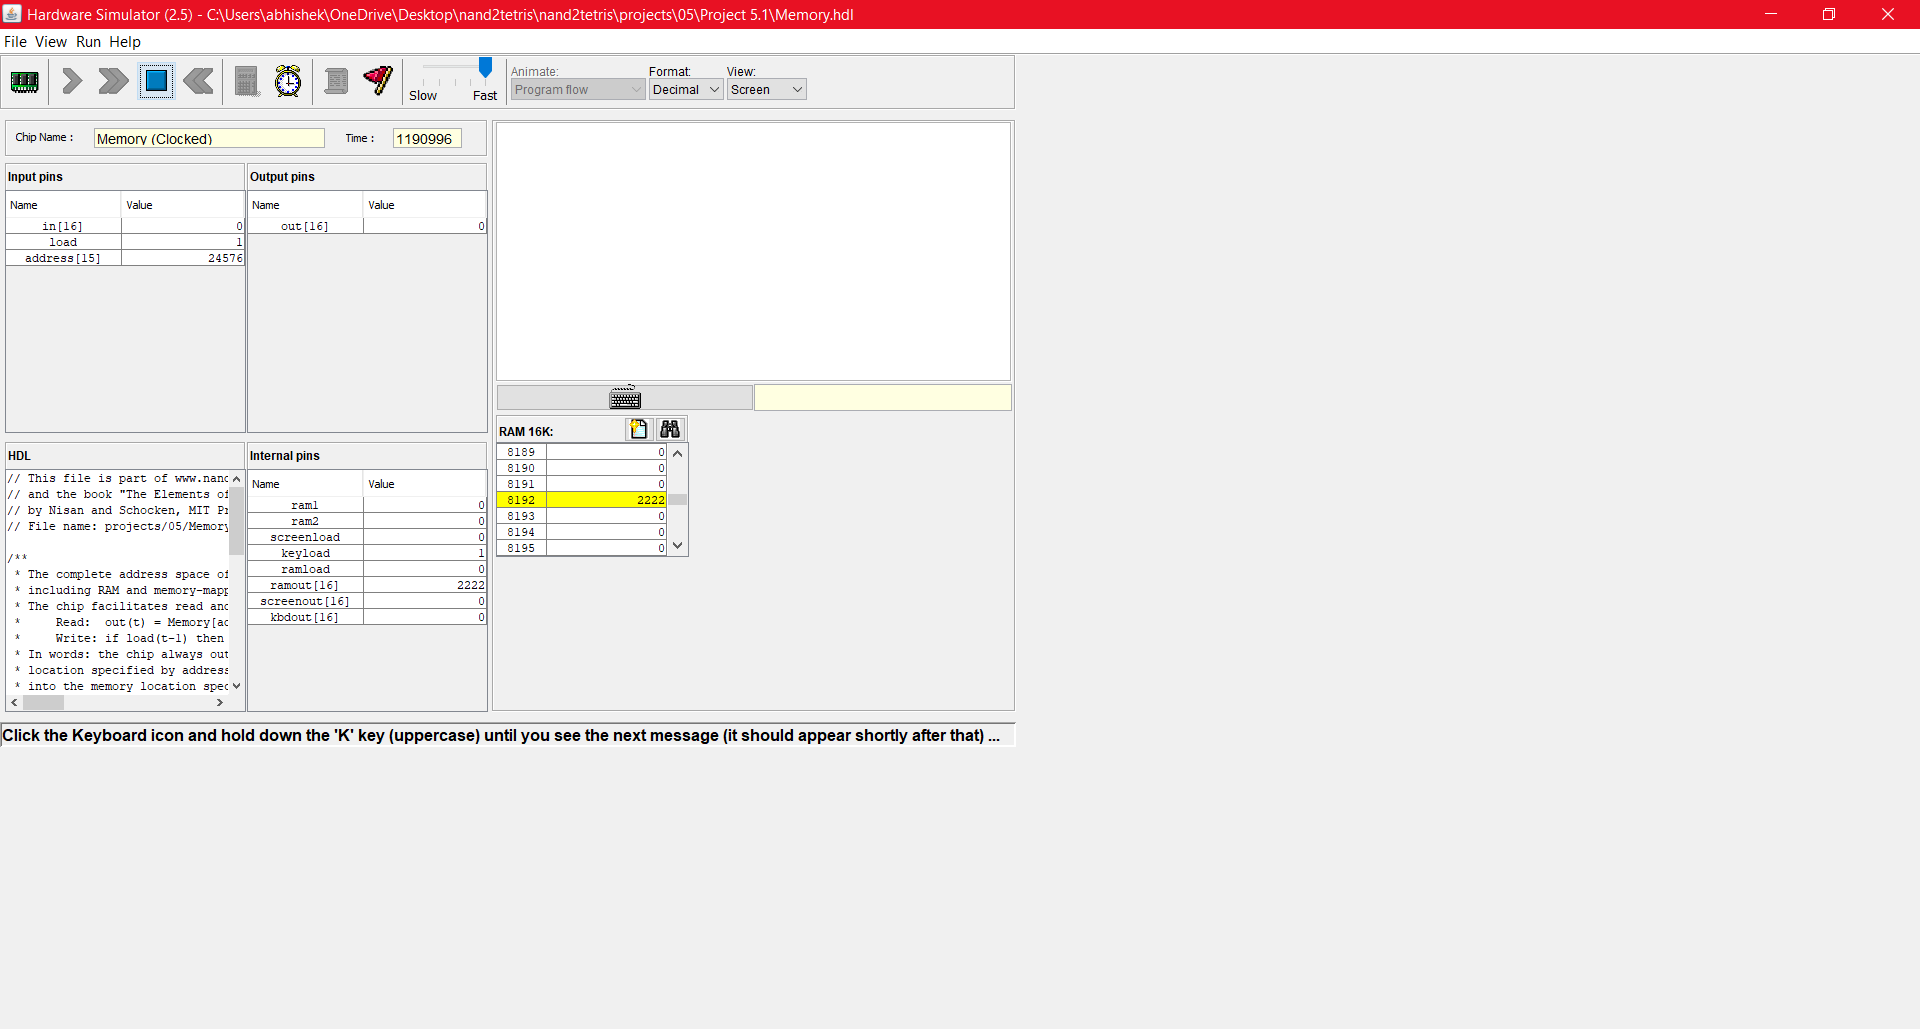 Hardware Simulator (2.5) - C:\Users\abhishek\OneDrive\Desktop\nand2tetris\nand2tetris\projects\05\Project 5.1\Memory.hdl
File View Run Help
Slow Fast
Animate:
Program flow
Format:
Decimal
View:
Screen
Chip Name :
Memory (Clocked)
Time :
1190996
Input pins
Name Value
in[16] 0
load 1
address[15] 24576
Output pins
Name Value
out[16] 0
HDL
// This file is part of www.nand
// and the book "The Elements of
// by Nisan and Schocken, MIT Pr
// File name: projects/05/Memory
/**
* The complete address space of
* including RAM and memory-mapp
* The chip facilitates read and
* Read: out(t) = Memory[ad
* Write: if load(t-1) then
* In words: the chip always out
* location specified by address
* into the memory location spec
Internal pins
Name Value
ram1 0
ram2 0
screenload 0
keyload 1
ramload 0
ramout[16] 2222
screenout[16] 0
kbdout[16] 0
RAM 16K:
8189 0
8190 0
8191 0
8192 2222
8193 0
8194 0
8195 0
Click the Keyboard icon and hold down the 'K' key (uppercase) until you see the next message (it should appear shortly after that) ...